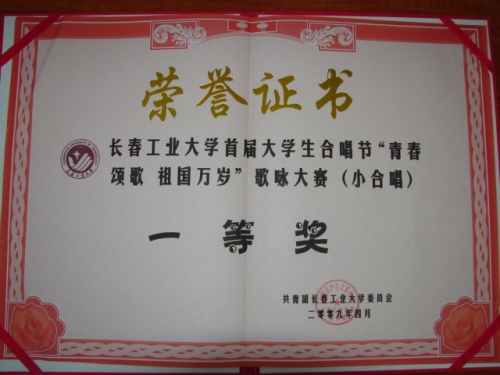 荣誉证书
长春工业大学首届大学生合唱节“青春
颂歌 祖国万岁”歌咏大赛（小合唱）
一等奖
共青团长春工业大学委员会
二零零九年四月